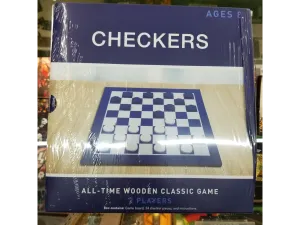 AGES
CHECKERS
ALL-TIME WOODEN CLASSIC GAME
2 PLAYERS